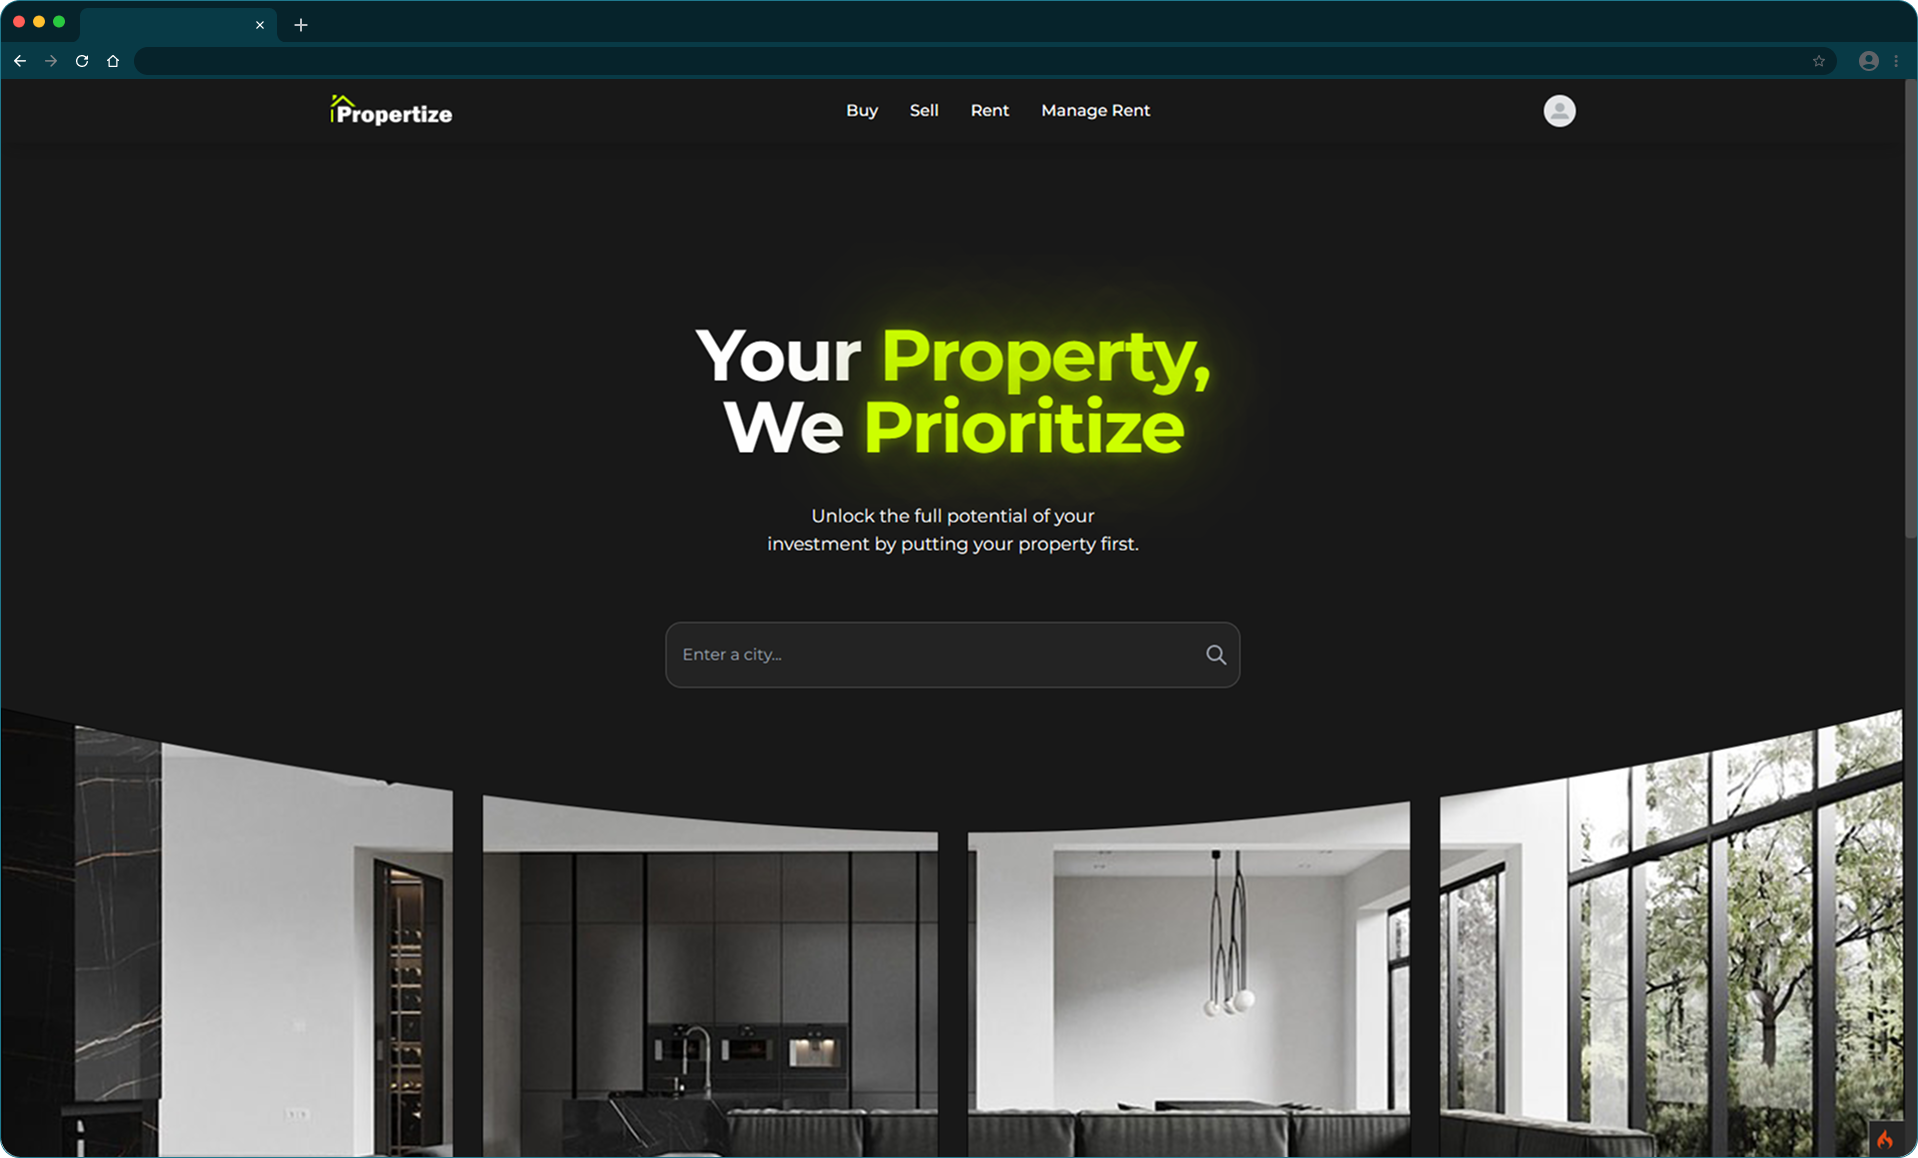 Propertize
Buy
Sell
Rent
Manage Rent
Your Property,
We Prioritize
Unlock the full potential of your
investment by putting your property first.
Enter a city...